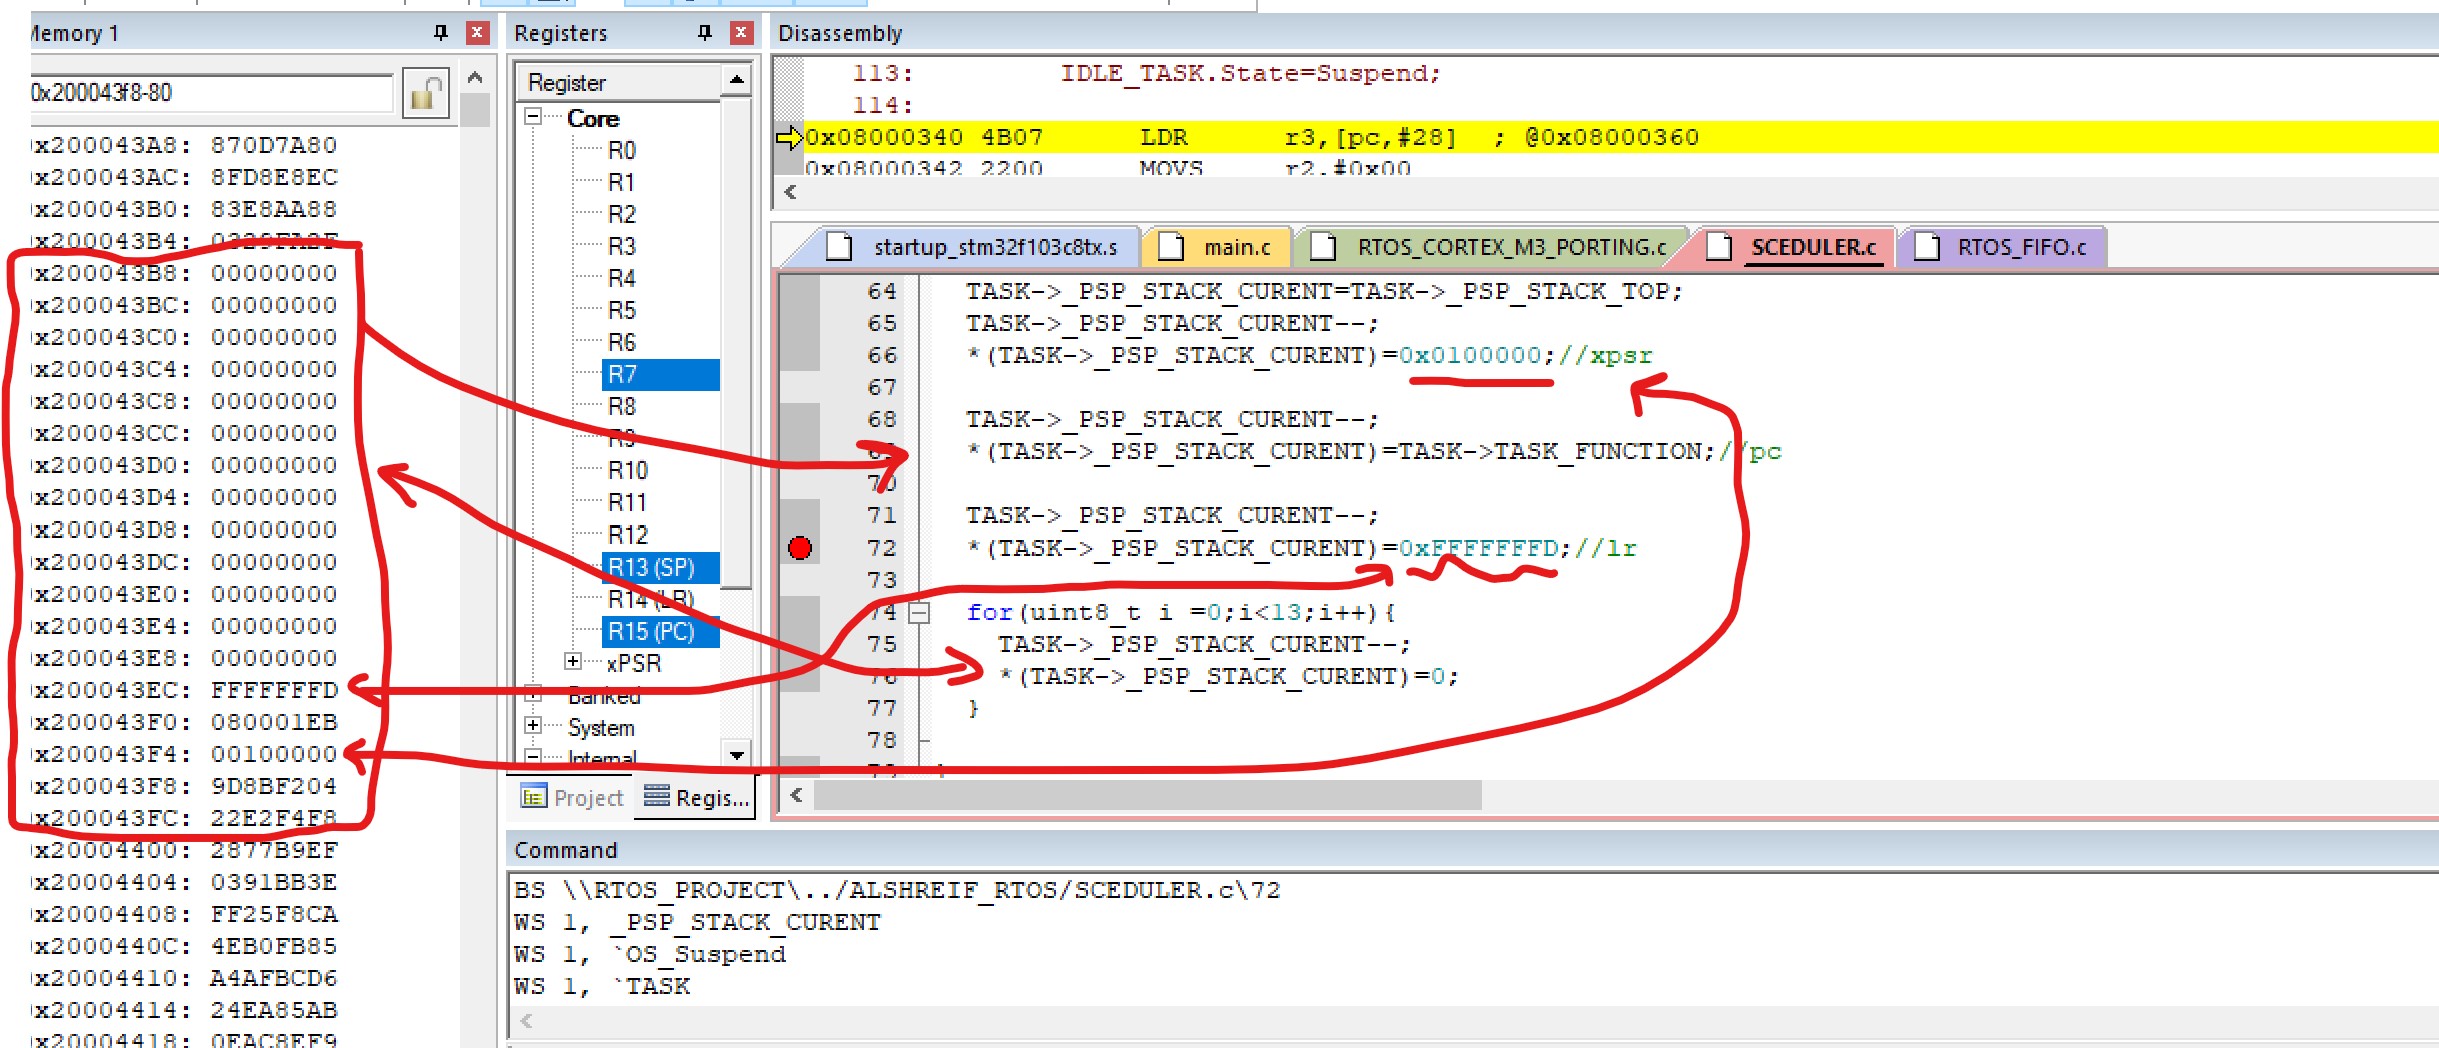 Memory 1
0x200043f8-80
x200043A8: 870D7A80
x200043AC: 8FD8E8EC
x200043B0: 83E8AA88
x200043B4:
x200043B8: 00000000
x200043BC: 00000000
x200043C0: 00000000
x200043C4: 00000000
x200043C8: 00000000
x200043CC: 00000000
x200043D0: 00000000
x200043D4: 00000000
x200043D8: 00000000
x200043DC: 00000000
x200043E0: 00000000
x200043E4: 00000000
x200043E8: 00000000
x200043EC: FFFFFFFD
x200043F0: 080001EB
x200043F4: 00100000
x200043F8: 9D8BF204
x200043FC: 22E2F4F8
x20004400: 2877B9EF
x20004404: 0391BB3E
x20004408: FF25F8CA
x2000440C: 4EB0FB85
x20004410: A4AFBCD6
x20004414: 24EA85AB
x20004418: 0EAC8EF9
Registers
Register
Core
R0
R1
R2
R3
R4
R5
R6
R7
R8
R9
R10
R11
R12
R13 (SP)
R14 (LR)
R15 (PC)
xPSR
Banked
System
Internal
Project
Regis...
Disassembly
113: IDLE_TASK.State=Suspend;
114:
0x08000340 4B07 LDR r3,[pc,#28] ; @0x08000360
0x08000342 2200 MOVS r2,#0x00
startup_stm32f103c8tx.s
main.c
RTOS_CORTEX_M3_PORTING.c
SCEDULER.c
RTOS_FIFO.c
64 TASK->_PSP_STACK_CURENT=TASK->_PSP_STACK_TOP;
65 TASK->_PSP_STACK_CURENT--;
66 *(TASK->_PSP_STACK_CURENT)=0x0100000;//xpsr
67
68 TASK->_PSP_STACK_CURENT--;
69 *(TASK->_PSP_STACK_CURENT)=TASK->TASK_FUNCTION;//pc
70
71 TASK->_PSP_STACK_CURENT--;
72 *(TASK->_PSP_STACK_CURENT)=0xFFFFFFFD;//lr
73
74 for(uint8_t i =0;i<13;i++){
75 TASK->_PSP_STACK_CURENT--;
76 *(TASK->_PSP_STACK_CURENT)=0;
77 }
78
Command
BS \\RTOS_PROJECT\../ALSHREIF_RTOS/SCEDULER.c\72
WS 1, _PSP_STACK_CURENT
WS 1, `OS_Suspend
WS 1, `TASK